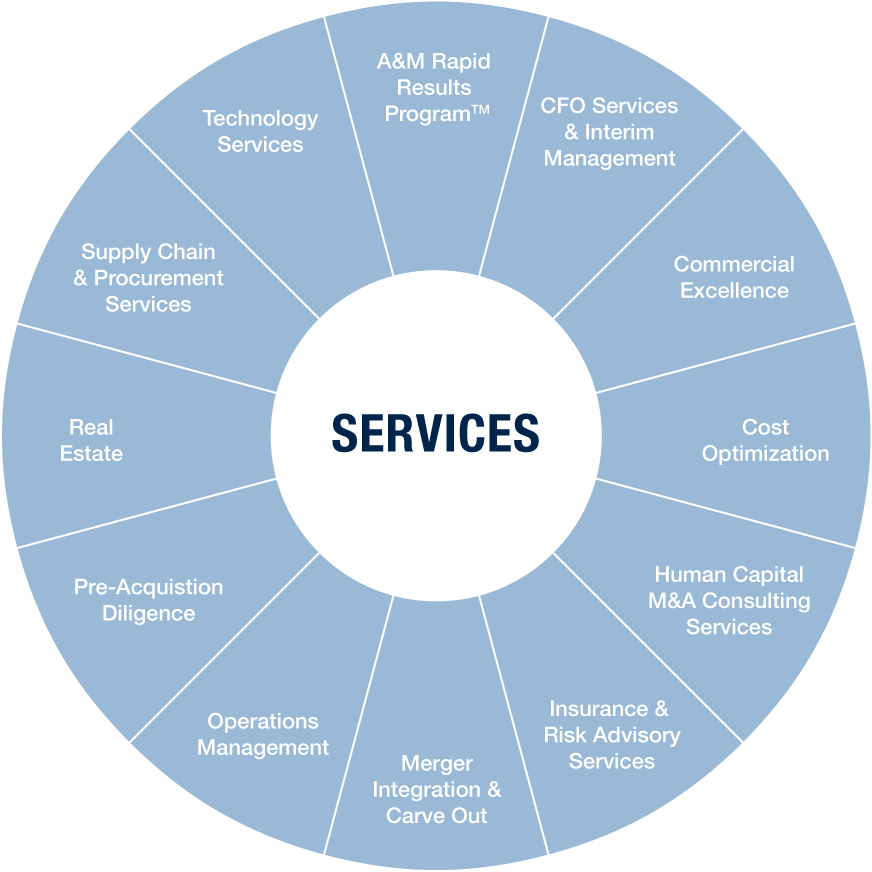 A&M Rapid
Results
Program™
CFO Services
& Interim
Management
Commercial
Excellence
Cost
Optimization
Human Capital
M&A Consulting
Services
Insurance &
Risk Advisory
Services
Merger
Integration &
Carve Out
Operations
Management
Pre-Acquistion
Diligence
Real
Estate
Supply Chain
& Procurement
Services
Technology
Services
SERVICES